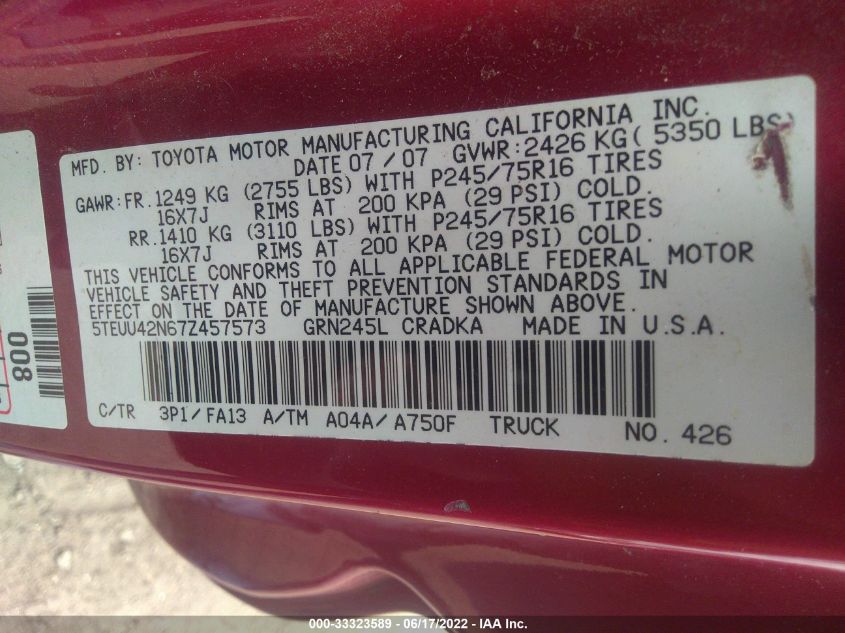 MFD. BY: TOYOTA MOTOR MANUFACTURING CALIFORNIA INC.
DATE 07 / 07 GVWR: 2426 KG ( 5350 LBS)
GAWR: FR. 1249 KG (2755 LBS) WITH P245/75R16 TIRES
16X7J RIMS AT 200 KPA (29 PSI) COLD.
RR. 1410 KG (3110 LBS) WITH P245/75R16 TIRES
16X7J RIMS AT 200 KPA (29 PSI) COLD.
THIS VEHICLE CONFORMS TO ALL APPLICABLE FEDERAL MOTOR
VEHICLE SAFETY AND THEFT PREVENTION STANDARDS IN
EFFECT ON THE DATE OF MANUFACTURE SHOWN ABOVE.
5TEUU42N67Z457573 GRN245L CRADKA MADE IN U.S.A.
C/TR 3P1/FA13 A/TM A04A/A750F TRUCK NO. 426
008
000-33323589 - 06/17/2022 - IAA Inc.